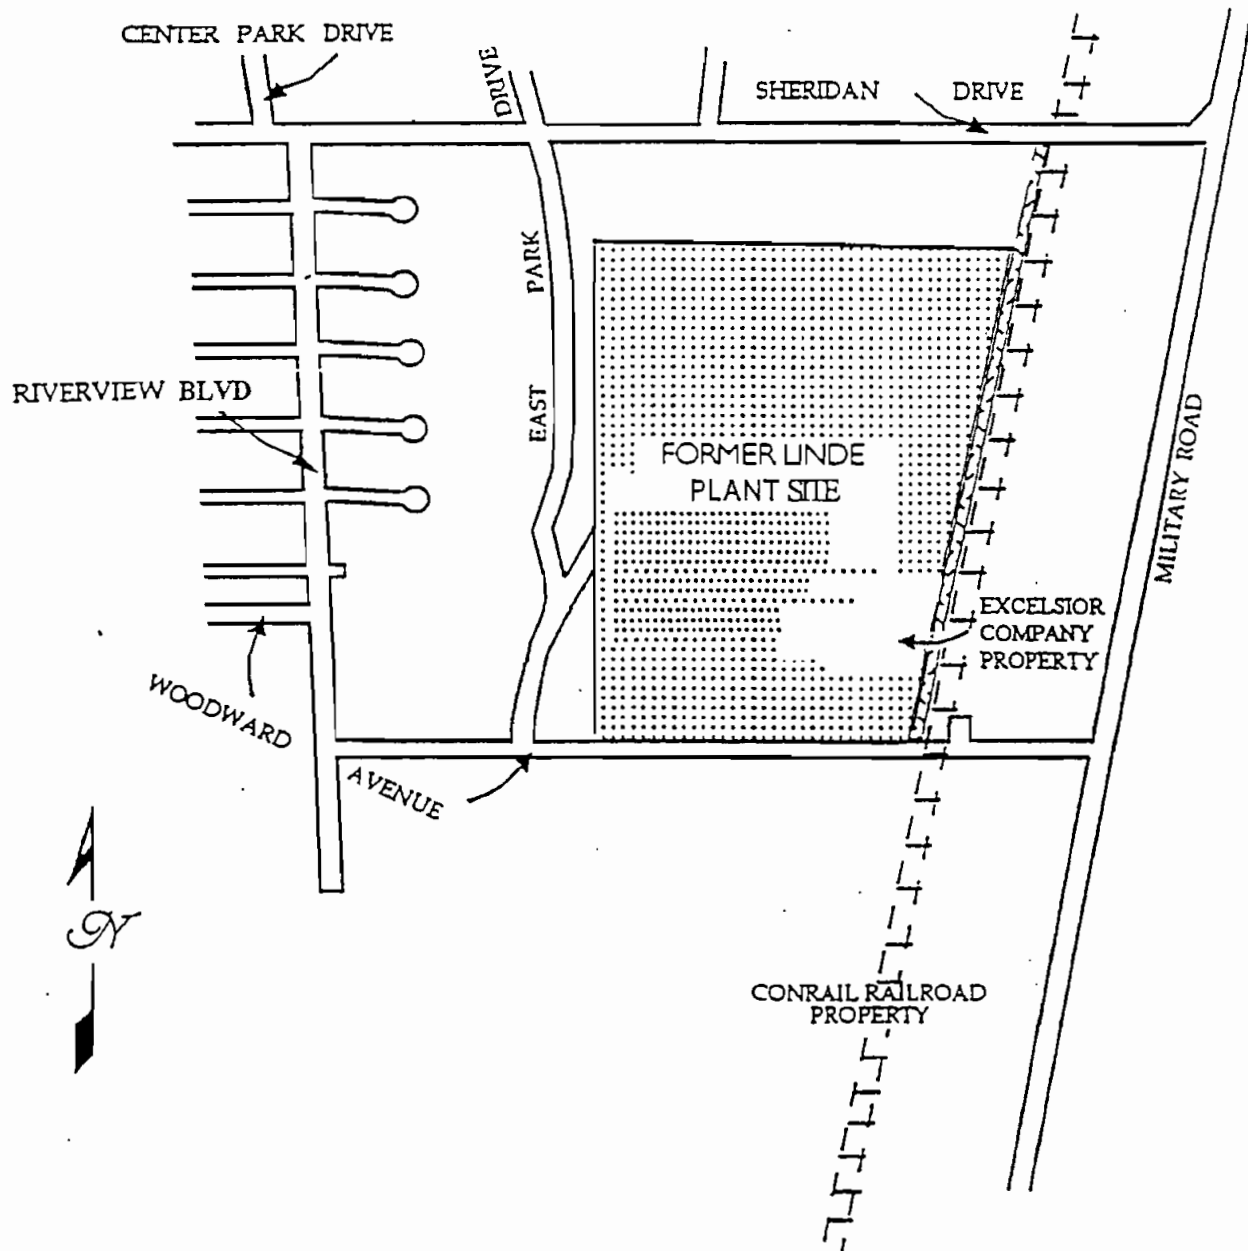 CENTER PARK DRIVE
DRIVE
SHERIDAN DRIVE
PARK
EAST
RIVERVIEW BLVD
FORMER LINDE
PLANT SITE
MILITARY ROAD
EXCELSIOR
COMPANY
PROPERTY
WOODWARD
AVENUE
N
CONRAIL RAILROAD
PROPERTY